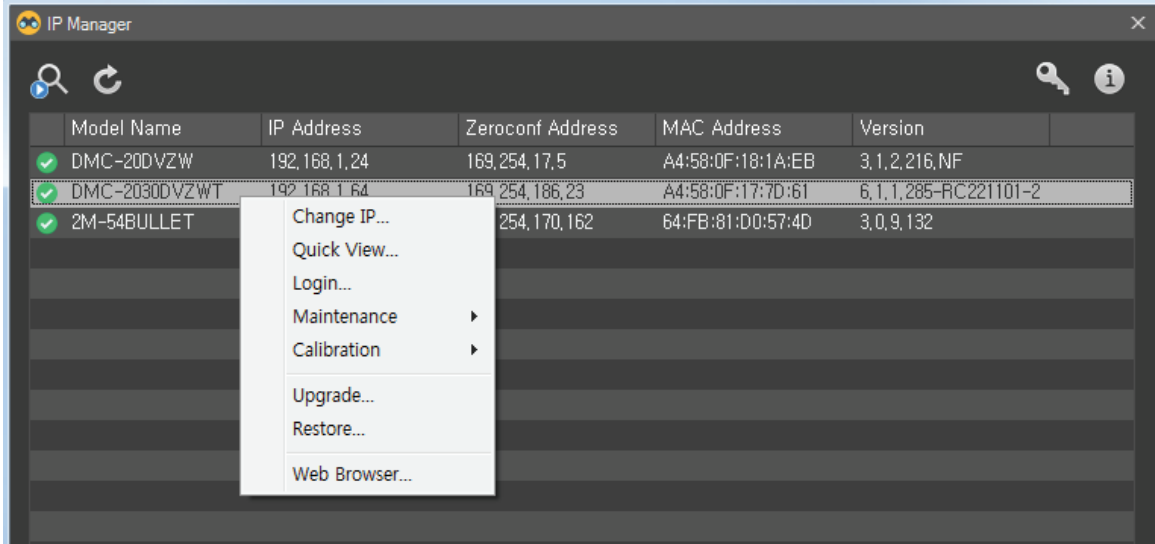 IP Manager
Model Name IP Address Zeroconf Address MAC Address Version
DMC-20DVZW 192,168,1,24 169,254,17,5 A4:58:0F:18:1A:EB 3,1,2,216,NF
DMC-2030DVZWT 192,168,1,64 169,254,186,23 A4:58:0F:17:7D:61 6,1,1,285-RC221101-2
2M-54BULLET 254,170,162 64:FB:81:D0:57:4D 3,0,9,132
Change IP...
Quick View...
Login...
Maintenance
Calibration
Upgrade...
Restore...
Web Browser...